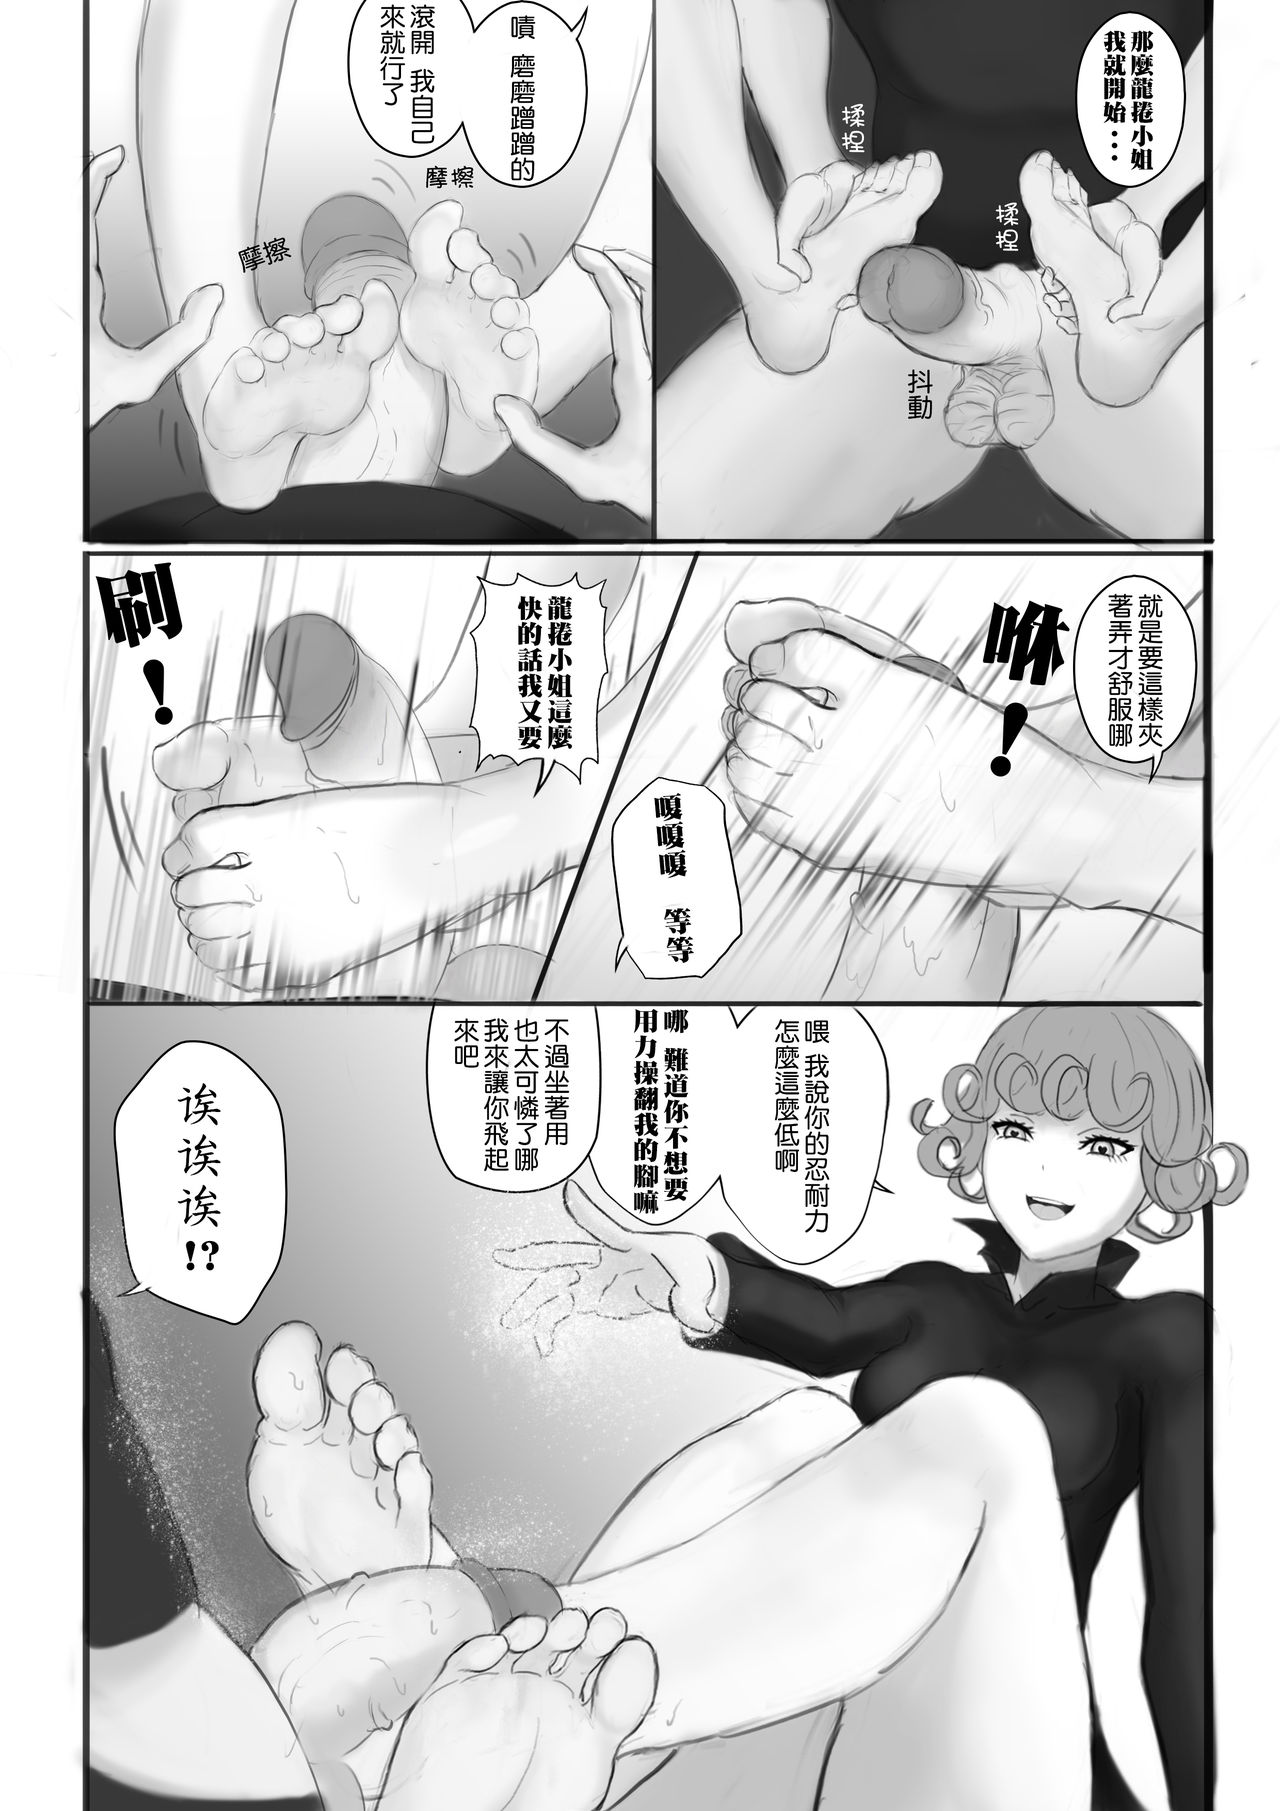 那麼龍捲小姐
我就開始・・・
揉捏
揉捏
抖動
嘖 磨磨蹭蹭的
滾開 我自己
來就行了
摩擦
摩擦
就是要這樣夾
著弄才舒服哪
咻！
嘎嘎嘎 等等
龍捲小姐這麼
快的話我又要
刷！
喂 我說你的忍耐力
怎麼這麼低啊
哪 難道你不想要
用力操翻我的腳嘛
不過坐著用
也太可憐了哪
我來讓你飛起
來吧
诶诶诶!?